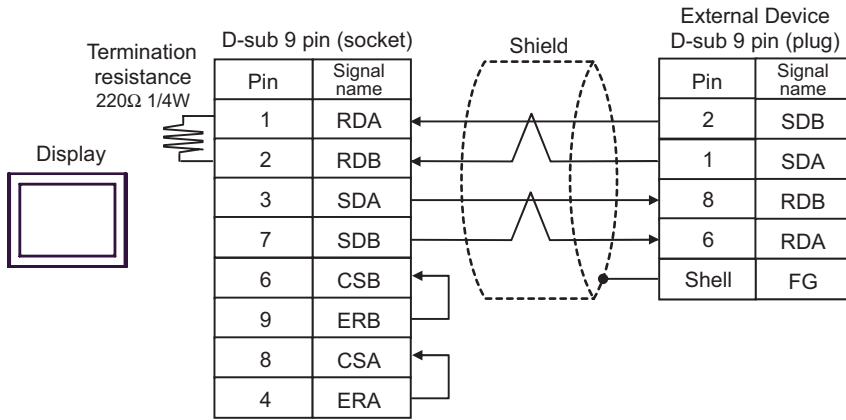 External Device
D-sub 9 pin (socket)
Shield
D-sub 9 pin (plug)
Termination
resistance
220Ω 1/4W
Display
Pin
Signal
name
1
RDA
2
RDB
3
SDA
7
SDB
6
CSB
9
ERB
8
CSA
4
ERA
Pin
Signal
name
2
SDB
1
SDA
8
RDB
6
RDA
Shell
FG